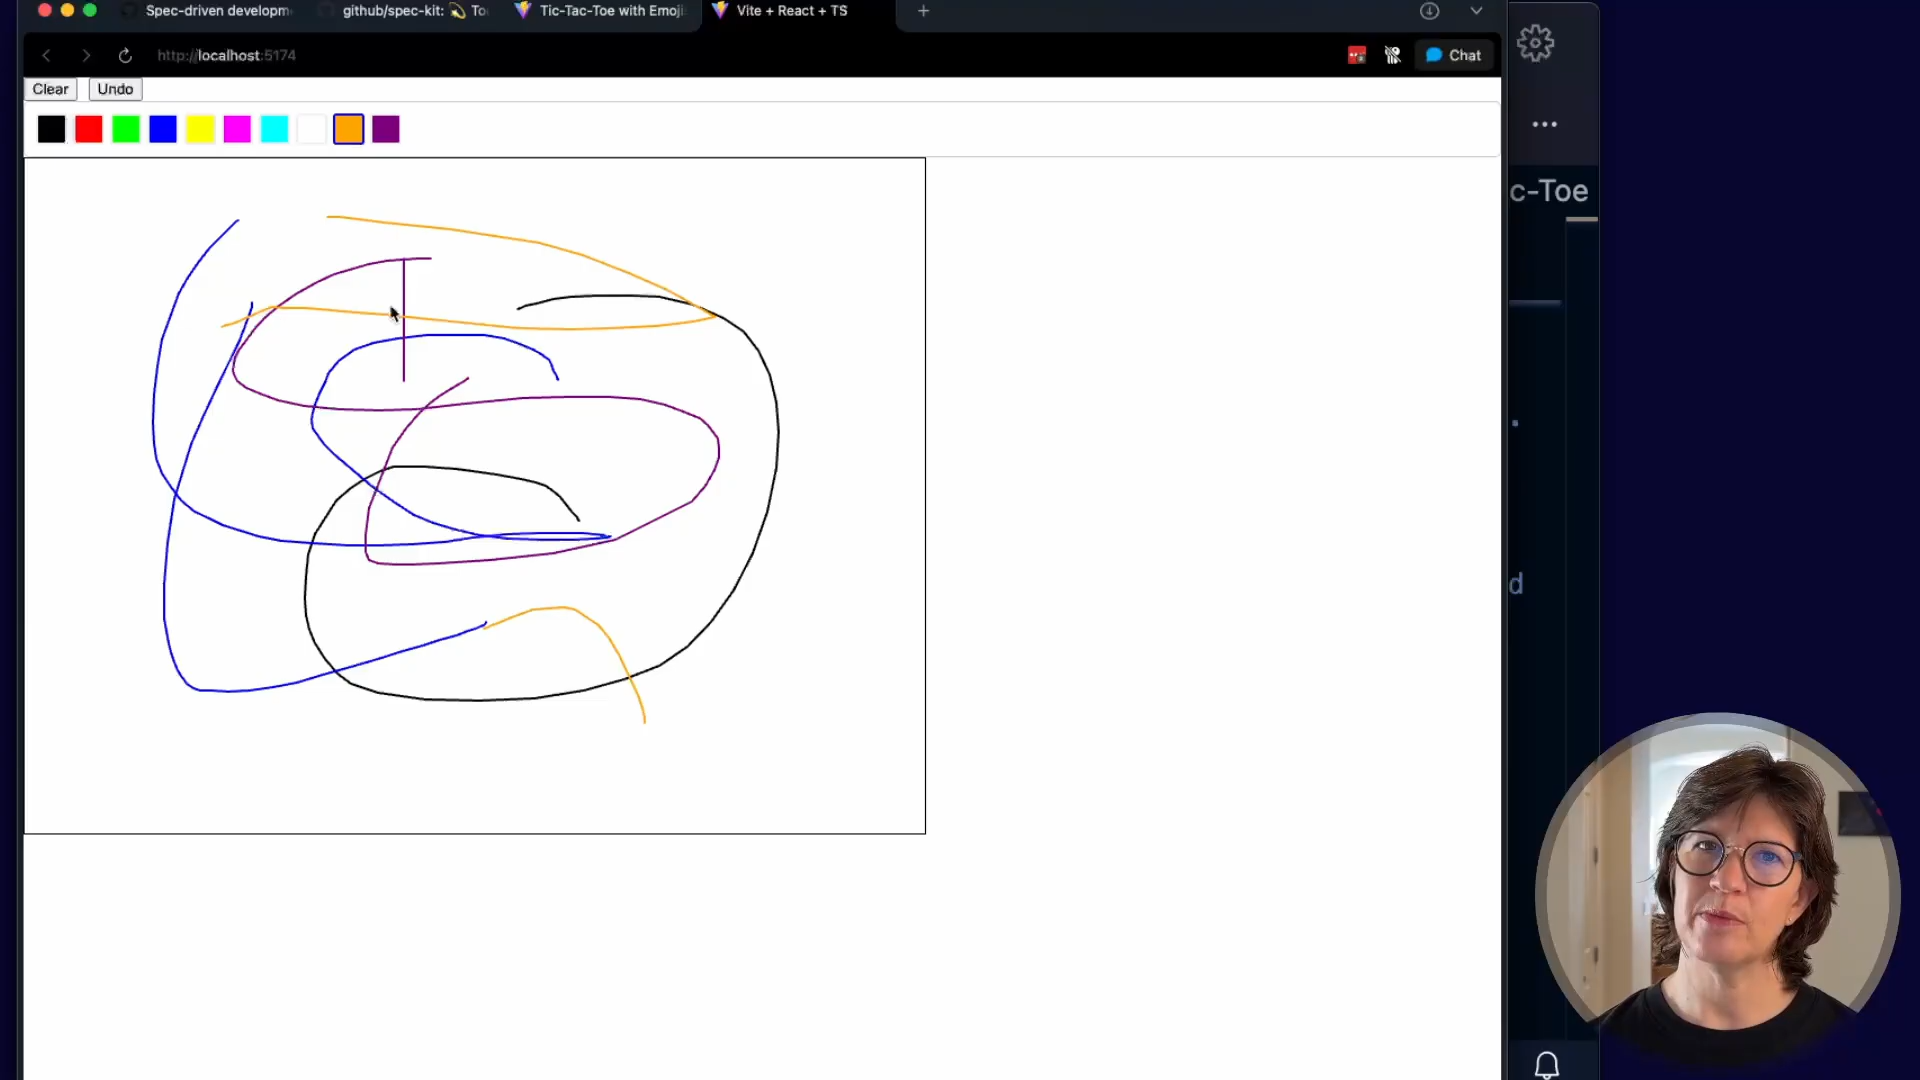 Spec-driven developm
github/spec-kit: 💫 To
Tic-Tac-Toe with Emoji
Vite + React + TS
http://localhost:5174
Chat
Clear
Undo
c-Toe
d